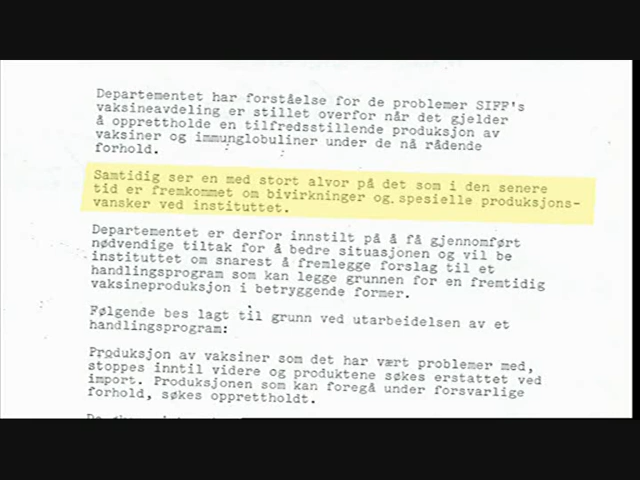 Departementet har forståelse for de problemer SIFF's
vaksineavdeling er stillet overfor når det gjelder
å opprettholde en tilfredsstillende produksjon av
vaksiner og immunglobuliner under de nå rådende
forhold.
Samtidig ser en med stort alvor på det som i den senere
tid er fremkommet om bivirkninger og spesielle produksjons-
vansker ved instituttet.
Departementet er derfor innstilt på å få gjennomført
nødvendige tiltak for å bedre situasjonen og vil be
instituttet om snarest å fremlegge forslag til et
handlingsprogram som kan legge grunnen for en fremtidig
vaksineproduksjon i betryggende former.
Følgende bes lagt til grunn ved utarbeidelsen av et
handlingsprogram:
Produksjon av vaksiner som det har vært problemer med,
stoppes inntil videre og produktene søkes erstattet ved
import. Produksjonen som kan foregå under forsvarlige
forhold, søkes opprettholdt.